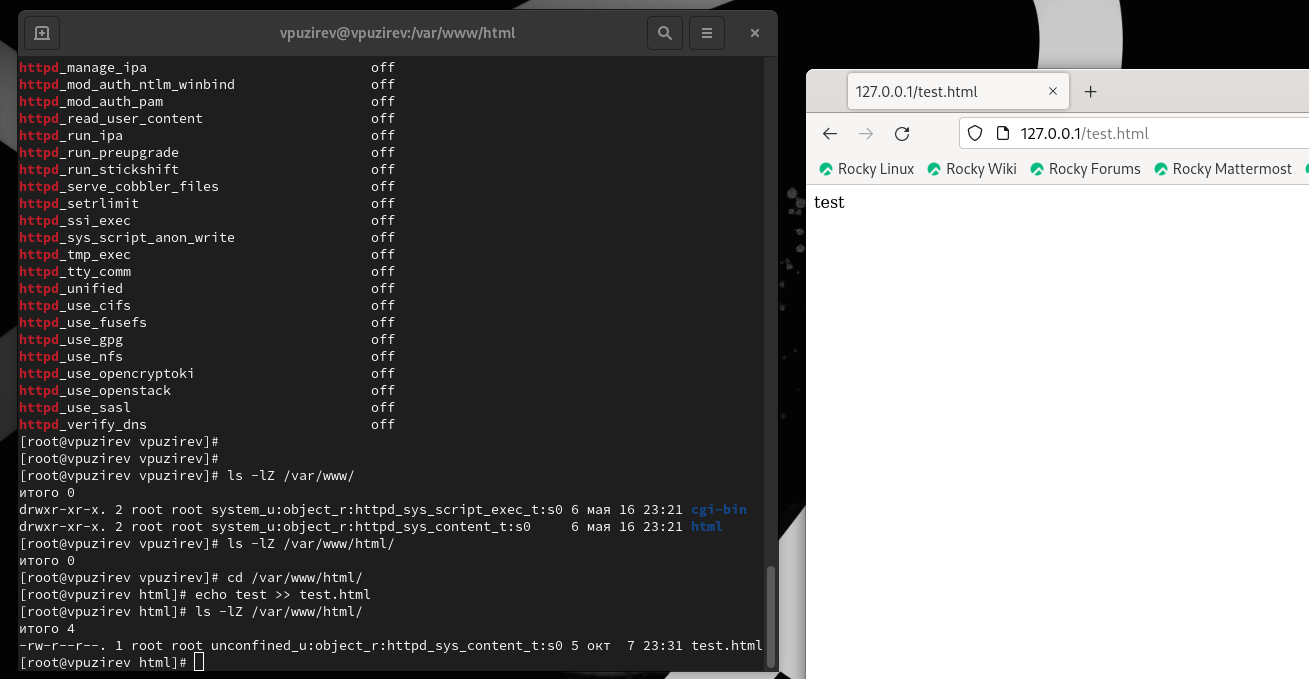 vpuzirev@vpuzirev:/var/www/html
httpd_manage_ipa off
httpd_mod_auth_ntlm_winbind off
httpd_mod_auth_pam off
httpd_read_user_content off
httpd_run_ipa off
httpd_run_preupgrade off
httpd_run_stickshift off
httpd_serve_cobbler_files off
httpd_setrlimit off
httpd_ssi_exec off
httpd_sys_script_anon_write off
httpd_tmp_exec off
httpd_tty_comm off
httpd_unified off
httpd_use_cifs off
httpd_use_fusefs off
httpd_use_gpg off
httpd_use_nfs off
httpd_use_opencryptoki off
httpd_use_openstack off
httpd_use_sasl off
httpd_verify_dns off
[root@vpuzirev vpuzirev]#
[root@vpuzirev vpuzirev]#
[root@vpuzirev vpuzirev]# ls -lZ /var/www/
итого 0
drwxr-xr-x. 2 root root system_u:object_r:httpd_sys_script_exec_t:s0 6 мая 16 23:21 cgi-bin
drwxr-xr-x. 2 root root system_u:object_r:httpd_sys_content_t:s0 6 мая 16 23:21 html
[root@vpuzirev vpuzirev]# ls -lZ /var/www/html/
итого 0
[root@vpuzirev vpuzirev]# cd /var/www/html/
[root@vpuzirev html]# echo test >> test.html
[root@vpuzirev html]# ls -lZ /var/www/html/
итого 4
-rw-r--r--. 1 root root unconfined_u:object_r:httpd_sys_content_t:s0 5 окт 7 23:31 test.html
[root@vpuzirev html]#
127.0.0.1/test.html
127.0.0.1/test.html
Rocky Linux Rocky Wiki Rocky Forums Rocky Mattermost
test